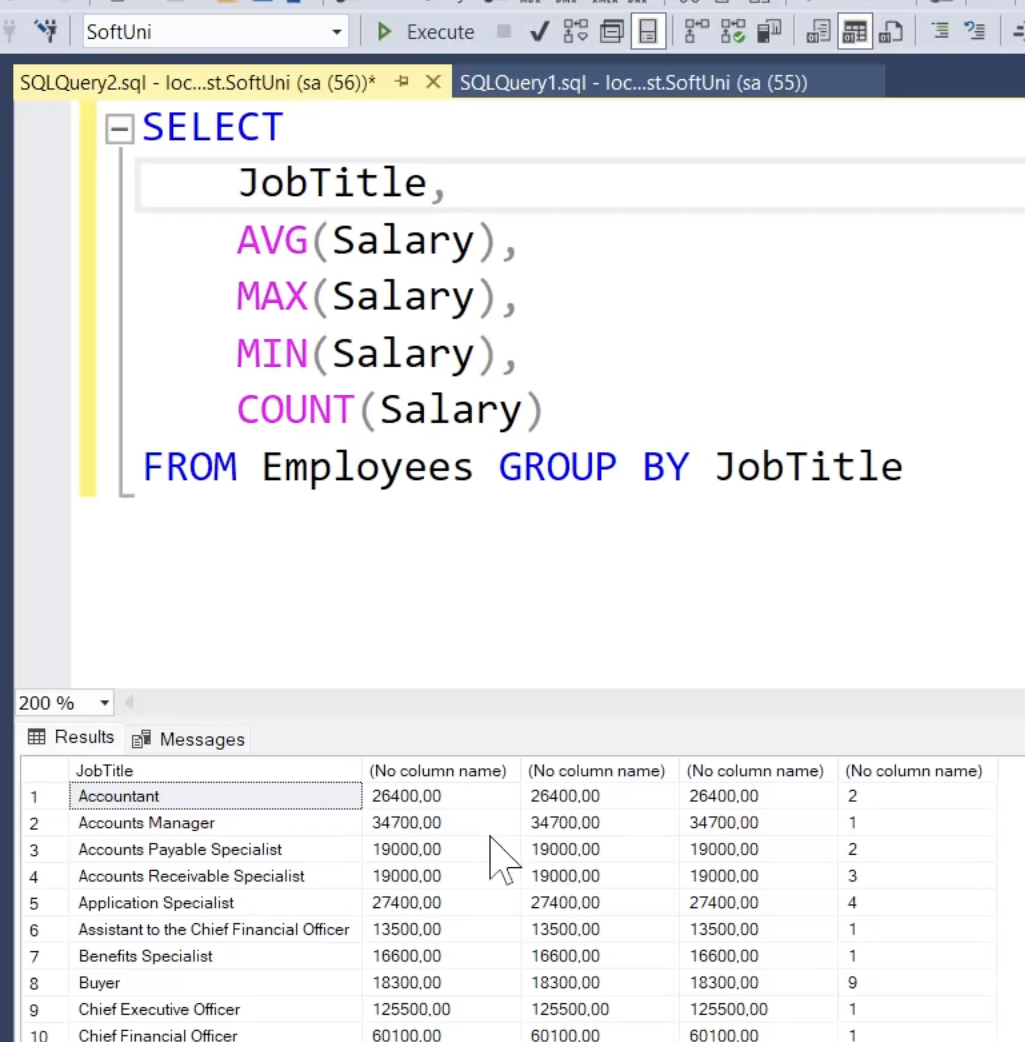 SoftUni
Execute
SQLQuery2.sql - loc...st.SoftUni (sa (56))* SQLQuery1.sql - loc...st.SoftUni (sa (55))
SELECT
JobTitle,
AVG(Salary),
MAX(Salary),
MIN(Salary),
COUNT(Salary)
FROM Employees GROUP BY JobTitle
200 %
Results Messages
JobTitle (No column name) (No column name) (No column name) (No column name)
1 Accountant 26400,00 26400,00 26400,00 2
2 Accounts Manager 34700,00 34700,00 34700,00 1
3 Accounts Payable Specialist 19000,00 19000,00 19000,00 2
4 Accounts Receivable Specialist 19000,00 19000,00 19000,00 3
5 Application Specialist 27400,00 27400,00 27400,00 4
6 Assistant to the Chief Financial Officer 13500,00 13500,00 13500,00 1
7 Benefits Specialist 16600,00 16600,00 16600,00 1
8 Buyer 18300,00 18300,00 18300,00 9
9 Chief Executive Officer 125500,00 125500,00 125500,00 1
10 Chief Financial Officer 60100,00 60100,00 60100,00 1